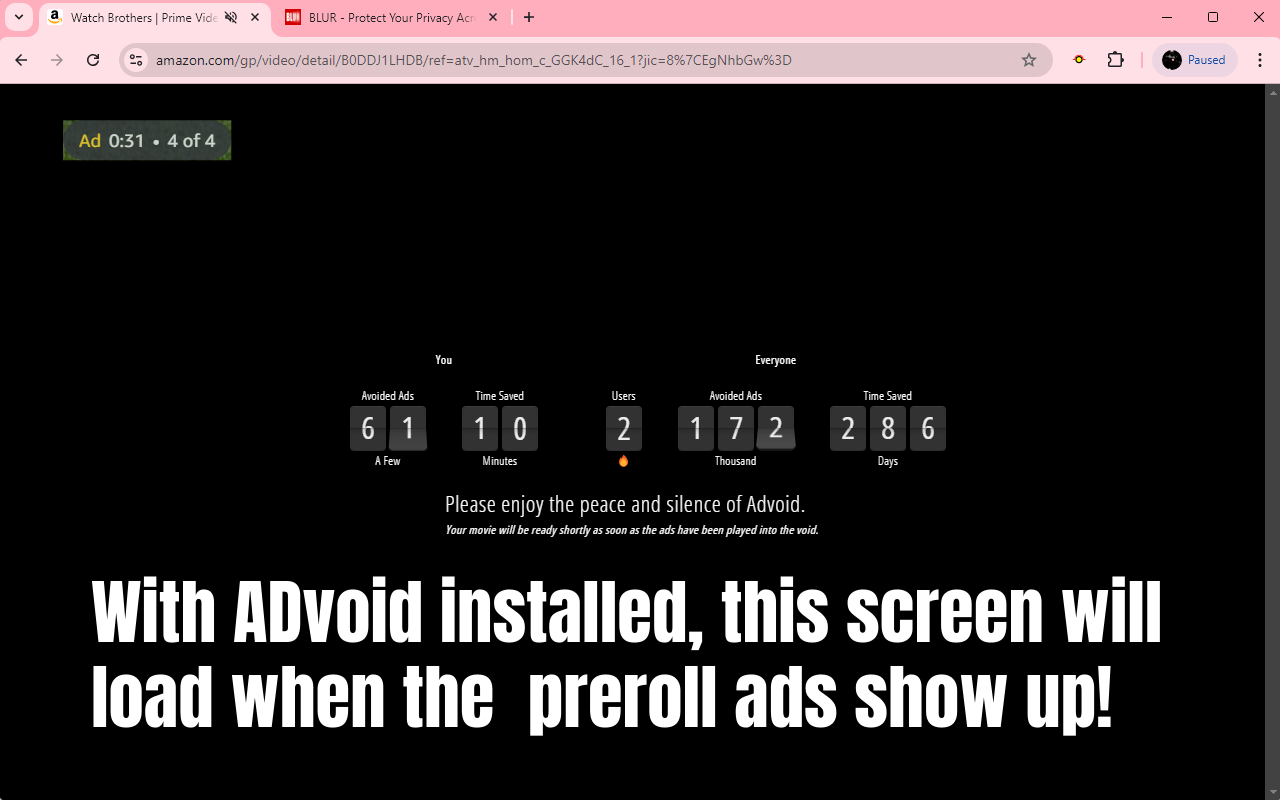 Watch Brothers | Prime Vide
BLUR - Protect Your Privacy Acr
amazon.com/gp/video/detail/B0DDJ1LHDB/ref=atv_hm_hom_c_GGK4dC_16_1?jic=8%7CEgNhbGw%3D
Paused
Ad 0:31 • 4 of 4
You Everyone
Avoided Ads Time Saved Users Avoided Ads Time Saved
6 1 1 0 2 1 7 2 2 8 6
A Few Minutes 🔥 Thousand Days
Please enjoy the peace and silence of Advoid.
Your movie will be ready shortly as soon as the ads have been played into the void.
With ADvoid installed, this screen will
load when the preroll ads show up!